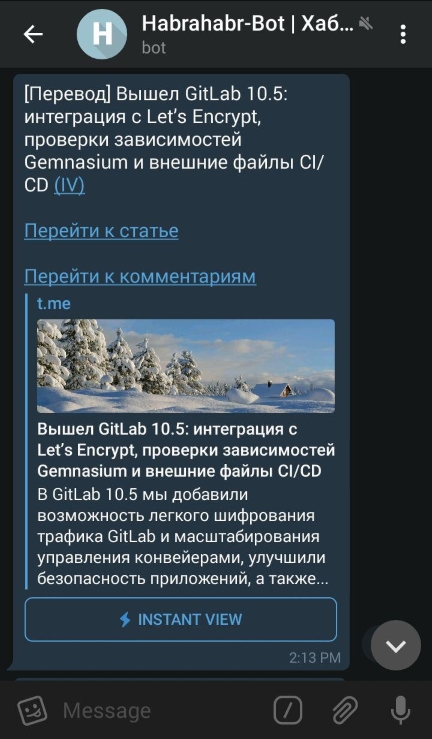 H
Habrahabr-Bot | Хаб...
bot
[Перевод] Вышел GitLab 10.5:
интеграция с Let’s Encrypt,
проверки зависимостей
Gemnasium и внешние файлы CI/
CD (IV)
Перейти к статье
Перейти к комментариям
t.me
Вышел GitLab 10.5: интеграция с
Let’s Encrypt, проверки зависимостей
Gemnasium и внешние файлы CI/CD
В GitLab 10.5 мы добавили
возможность легкого шифрования
трафика GitLab и масштабирования
управления конвейерами, улучшили
безопасность приложений, а также...
INSTANT VIEW
2:13 PM
Message